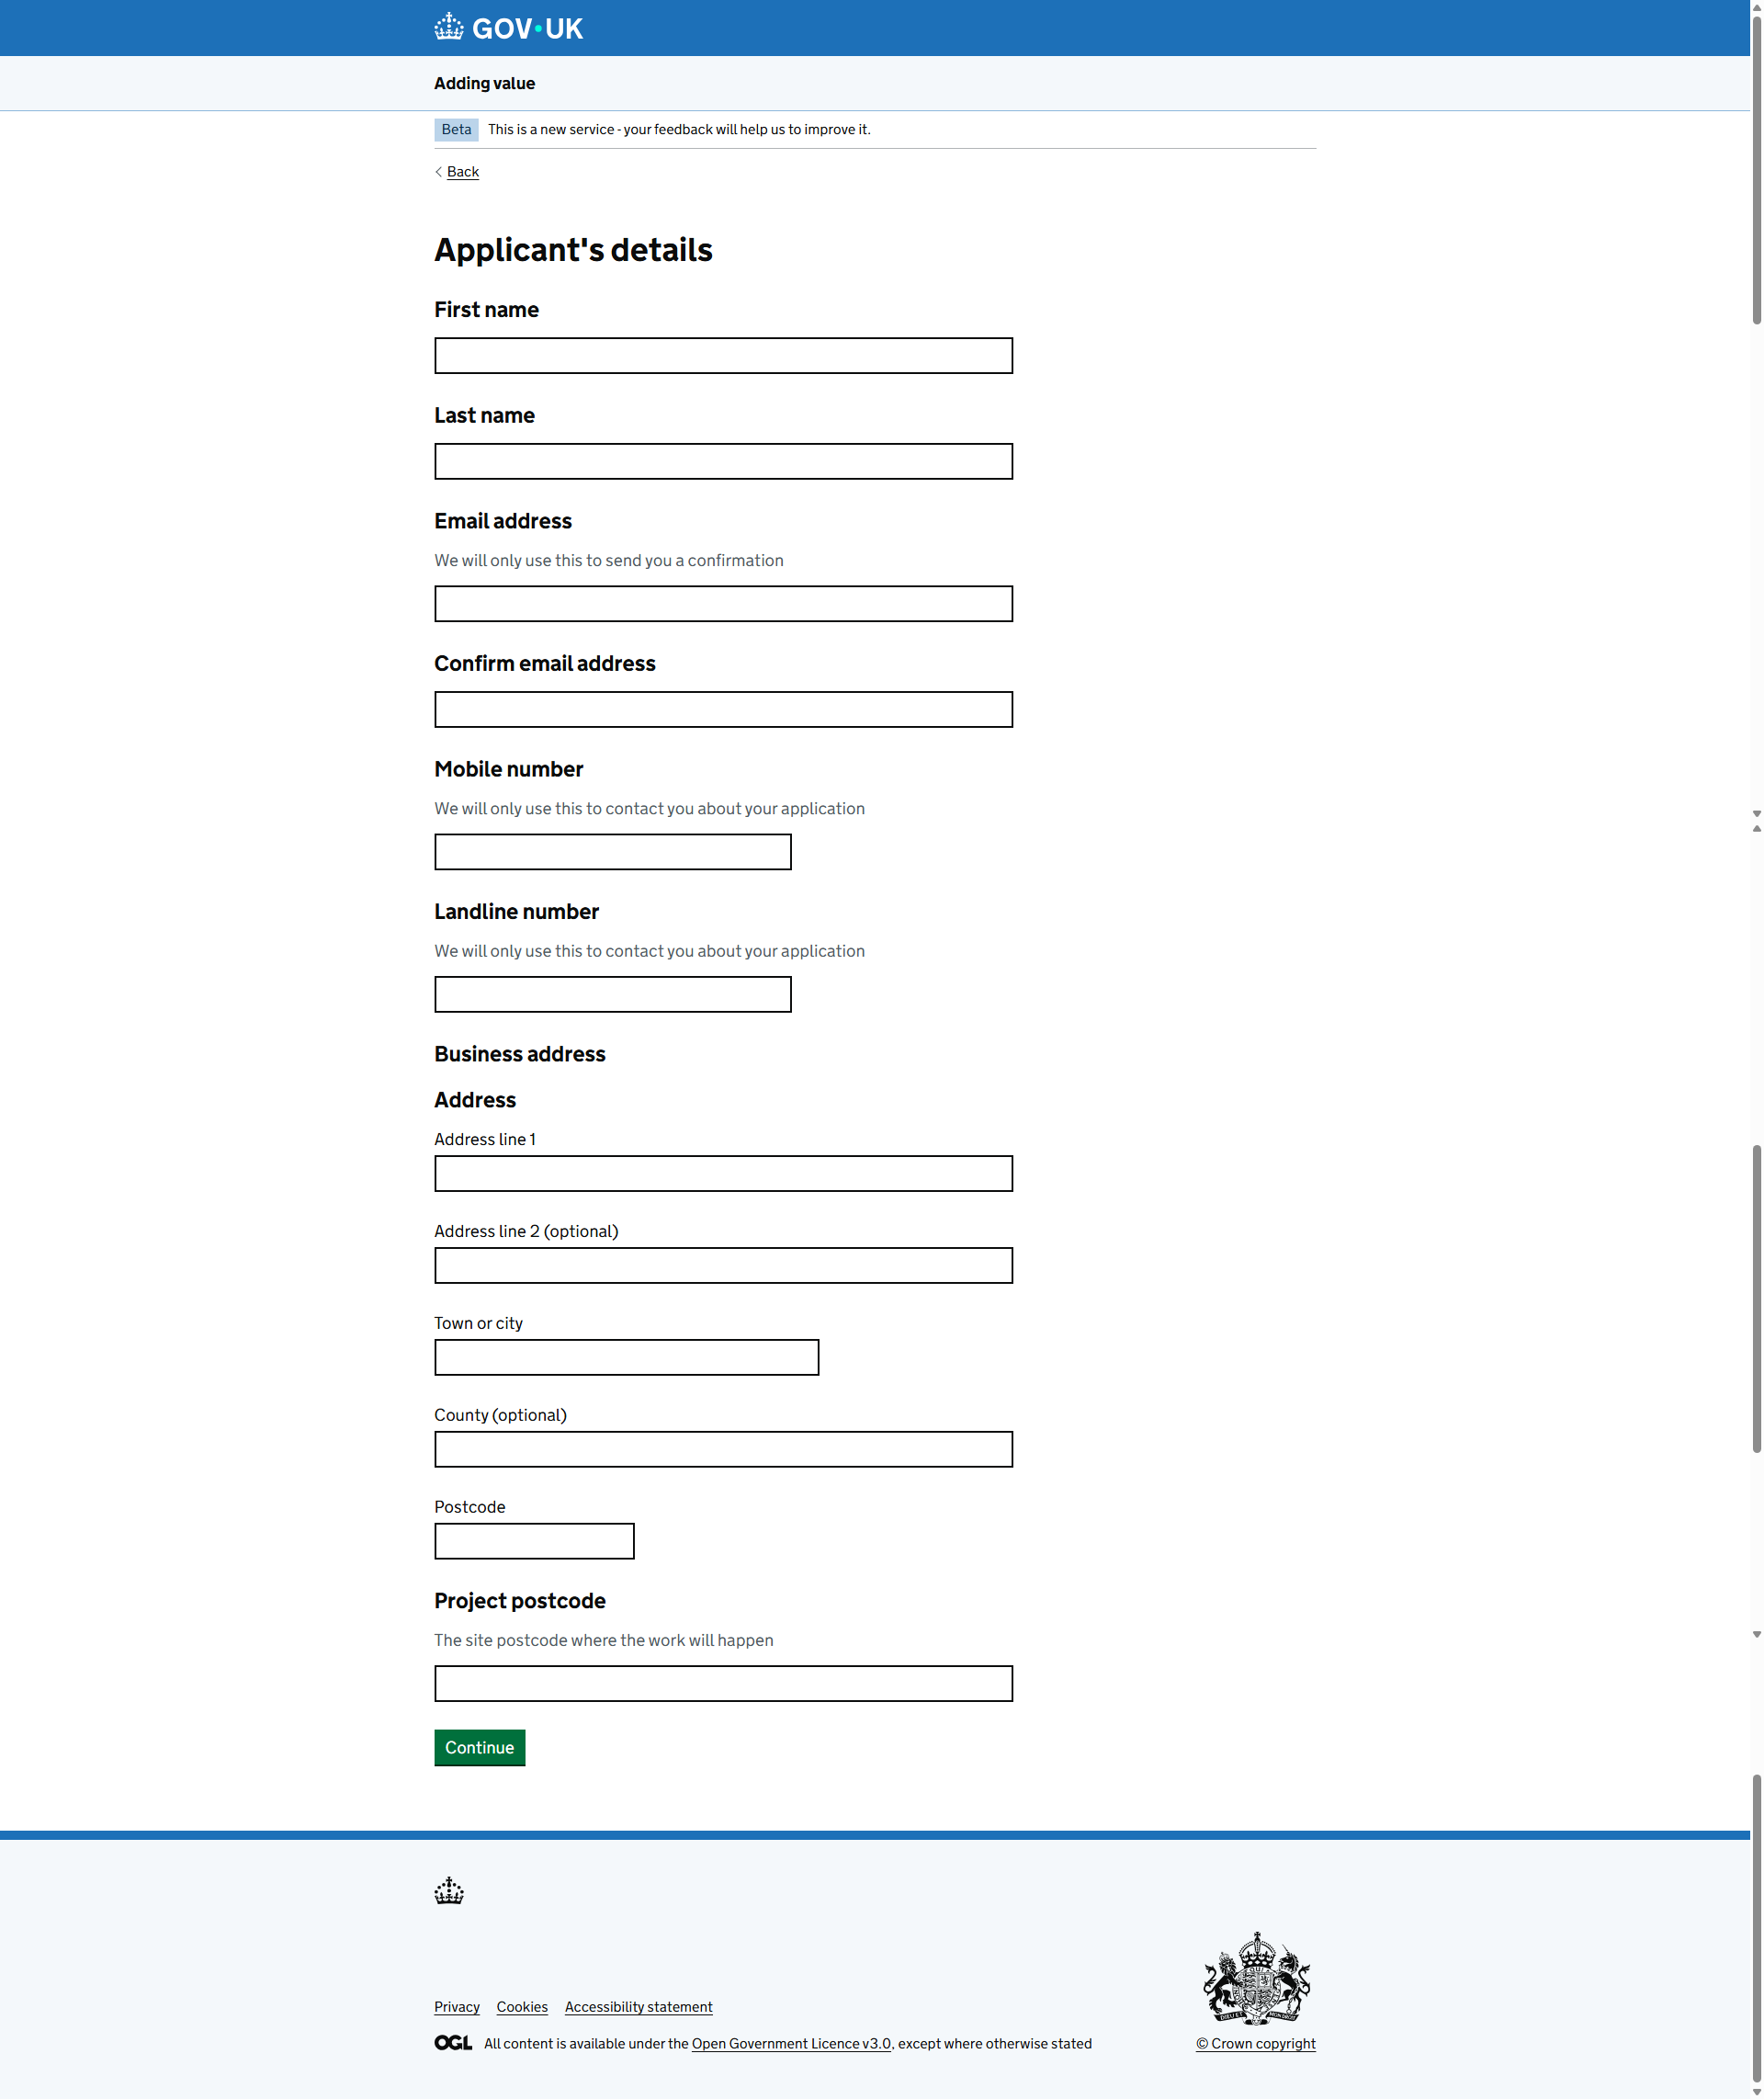 GOV•UK
Adding value
Beta This is a new service - your feedback will help us to improve it.
Back
Applicant's details
First name
Last name
Email address
We will only use this to send you a confirmation
Confirm email address
Mobile number
We will only use this to contact you about your application
Landline number
We will only use this to contact you about your application
Business address
Address
Address line 1
Address line 2 (optional)
Town or city
County (optional)
Postcode
Project postcode
The site postcode where the work will happen
Continue
Privacy Cookies Accessibility statement
OGL All content is available under the Open Government Licence v3.0, except where otherwise stated
© Crown copyright